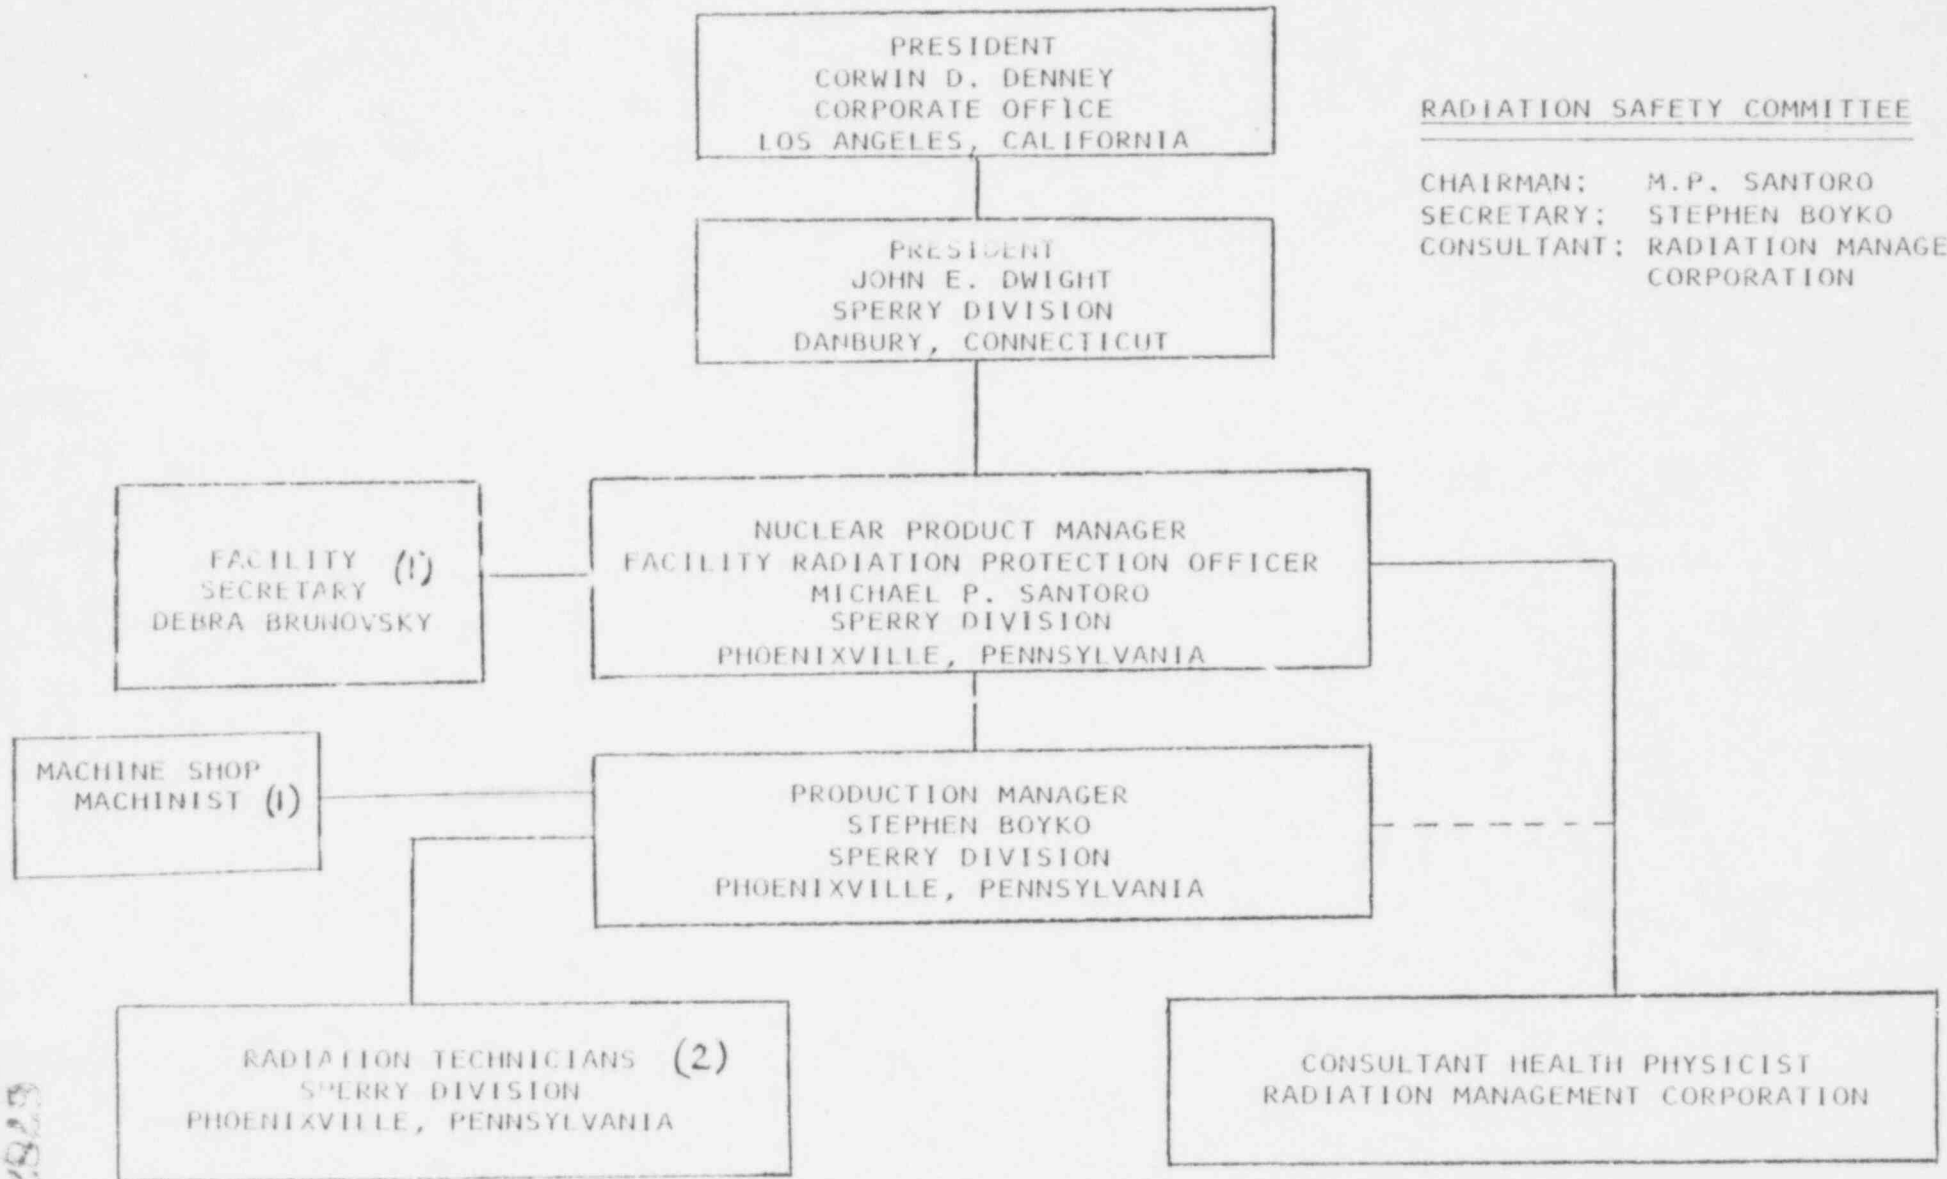 PRESIDENT
CORWIN D. DENNEY
CORPORATE OFFICE
LOS ANGELES, CALIFORNIA
RADIATION SAFETY COMMITTEE
CHAIRMAN: M.P. SANTORO
SECRETARY: STEPHEN BOYKO
CONSULTANT: RADIATION MANAGE
CORPORATION
PRESIDENT
JOHN E. DWIGHT
SPERRY DIVISION
DANBURY, CONNECTICUT
FACILITY (1)
SECRETARY
DEBRA BRUNOVSKY
NUCLEAR PRODUCT MANAGER
FACILITY RADIATION PROTECTION OFFICER
MICHAEL P. SANTORO
SPERRY DIVISION
PHOENIXVILLE, PENNSYLVANIA
MACHINE SHOP
MACHINIST (1)
PRODUCTION MANAGER
STEPHEN BOYKO
SPERRY DIVISION
PHOENIXVILLE, PENNSYLVANIA
RADIATION TECHNICIANS (2)
SPERRY DIVISION
PHOENIXVILLE, PENNSYLVANIA
CONSULTANT HEALTH PHYSICIST
RADIATION MANAGEMENT CORPORATION